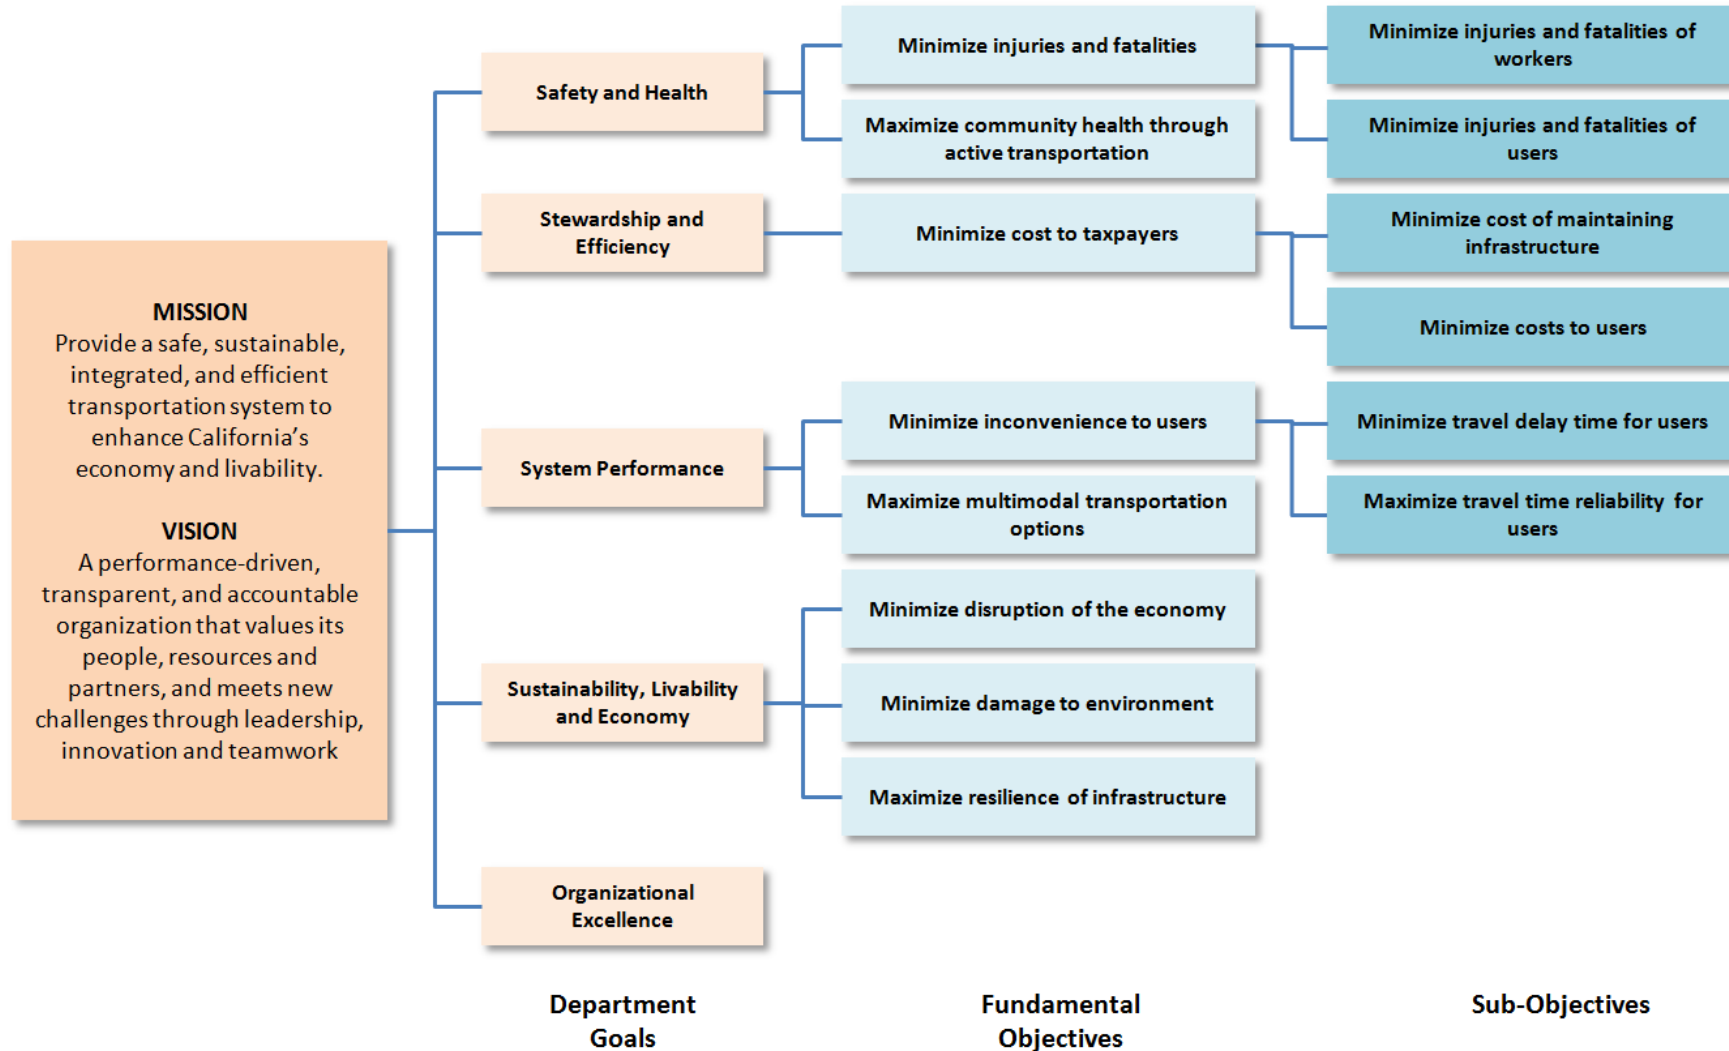 MISSION
Provide a safe, sustainable,
integrated, and efficient
transportation system to
enhance California’s
economy and livability.
VISION
A performance-driven,
transparent, and accountable
organization that values its
people, resources and
partners, and meets new
challenges through leadership,
innovation and teamwork
Safety and Health
Stewardship and
Efficiency
System Performance
Sustainability, Livability
and Economy
Organizational
Excellence
Department
Goals
Minimize injuries and fatalities
Maximize community health through
active transportation
Minimize cost to taxpayers
Minimize inconvenience to users
Maximize multimodal transportation
options
Minimize disruption of the economy
Minimize damage to environment
Maximize resilience of infrastructure
Fundamental
Objectives
Minimize injuries and fatalities of
workers
Minimize injuries and fatalities of
users
Minimize cost of maintaining
infrastructure
Minimize costs to users
Minimize travel delay time for users
Maximize travel time reliability for
users
Sub-Objectives